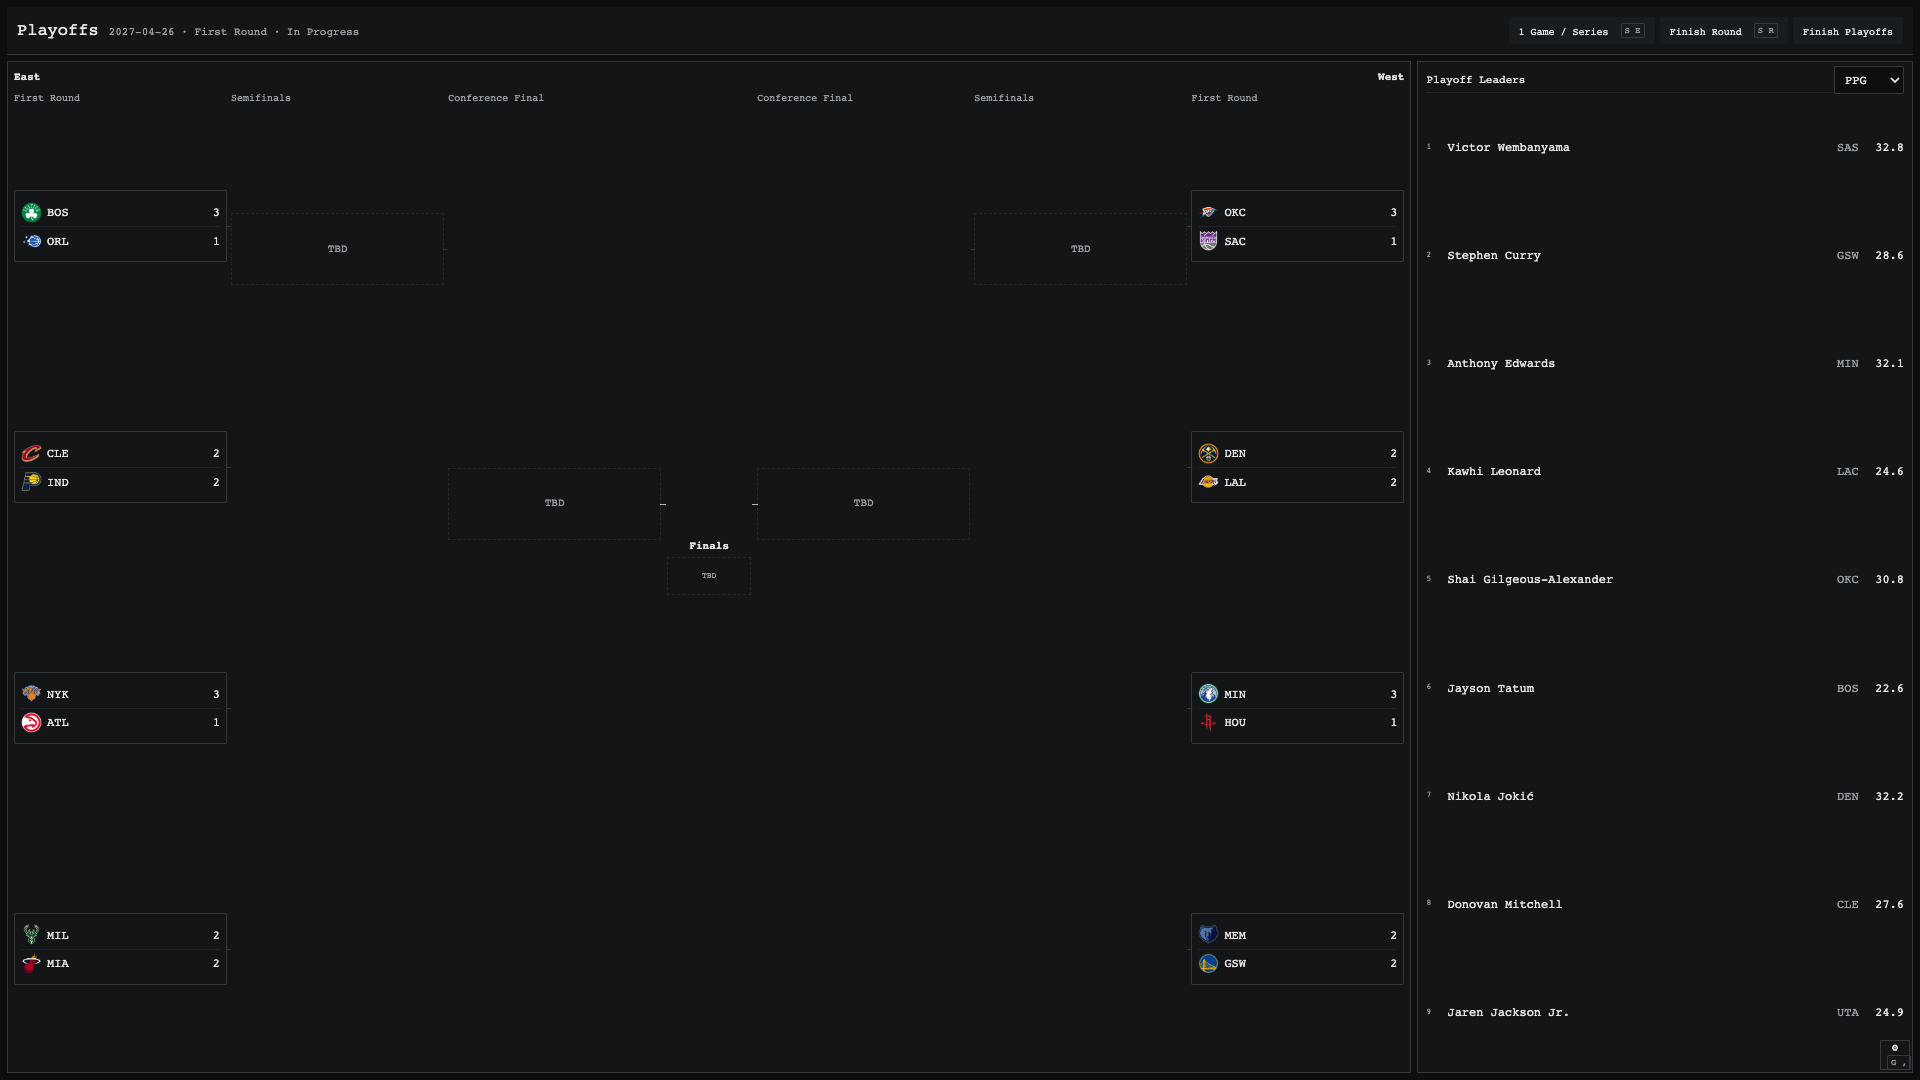 Playoffs 2027-04-26 • First Round • In Progress
1 Game / Series S E
Finish Round S R
Finish Playoffs
East
West
First Round
Semifinals
Conference Final
Conference Final
Semifinals
First Round
BOS 3
ORL 1
TBD
CLE 2
IND 2
NYK 3
ATL 1
MIL 2
MIA 2
TBD
Finals
TBD
TBD
TBD
OKC 3
SAC 1
DEN 2
LAL 2
MIN 3
HOU 1
MEM 2
GSW 2
Playoff Leaders
PPG
1 Victor Wembanyama SAS 32.8
2 Stephen Curry GSW 28.6
3 Anthony Edwards MIN 32.1
4 Kawhi Leonard LAC 24.6
5 Shai Gilgeous-Alexander OKC 30.8
6 Jayson Tatum BOS 22.6
7 Nikola Jokić DEN 32.2
8 Donovan Mitchell CLE 27.6
9 Jaren Jackson Jr. UTA 24.9
G ,